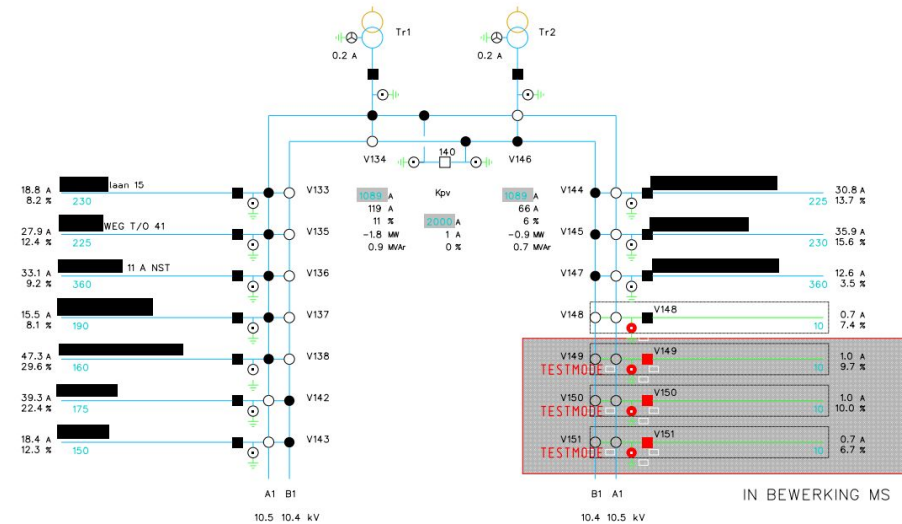 Tr1
Tr2
0.2 A
0.2 A
V134
140
V146
1089 A
119 A
11 %
-1.8 MW
0.9 MVAr
Kpv
2000 A
1 A
0 %
1089 A
66 A
6 %
-0.9 MW
0.7 MVAr
18.8 A
8.2 %
laan 15
230
V133
27.9 A
12.4 %
WEG T/O 41
225
V135
33.1 A
9.2 %
11 A NST
360
V136
15.5 A
8.1 %
190
V137
47.3 A
29.6 %
160
V138
39.3 A
22.4 %
175
V142
18.4 A
12.3 %
150
V143
A1 B1
10.5 10.4 kV
V144
225
30.8 A
13.7 %
V145
230
35.9 A
15.6 %
V147
360
12.6 A
3.5 %
V148
V148
10
0.7 A
7.4 %
V149
TESTMODE
V149
10
1.0 A
9.7 %
V150
TESTMODE
V150
10
1.0 A
10.0 %
V151
TESTMODE
V151
10
0.7 A
6.7 %
B1 A1
10.4 10.5 kV
IN BEWERKING MS